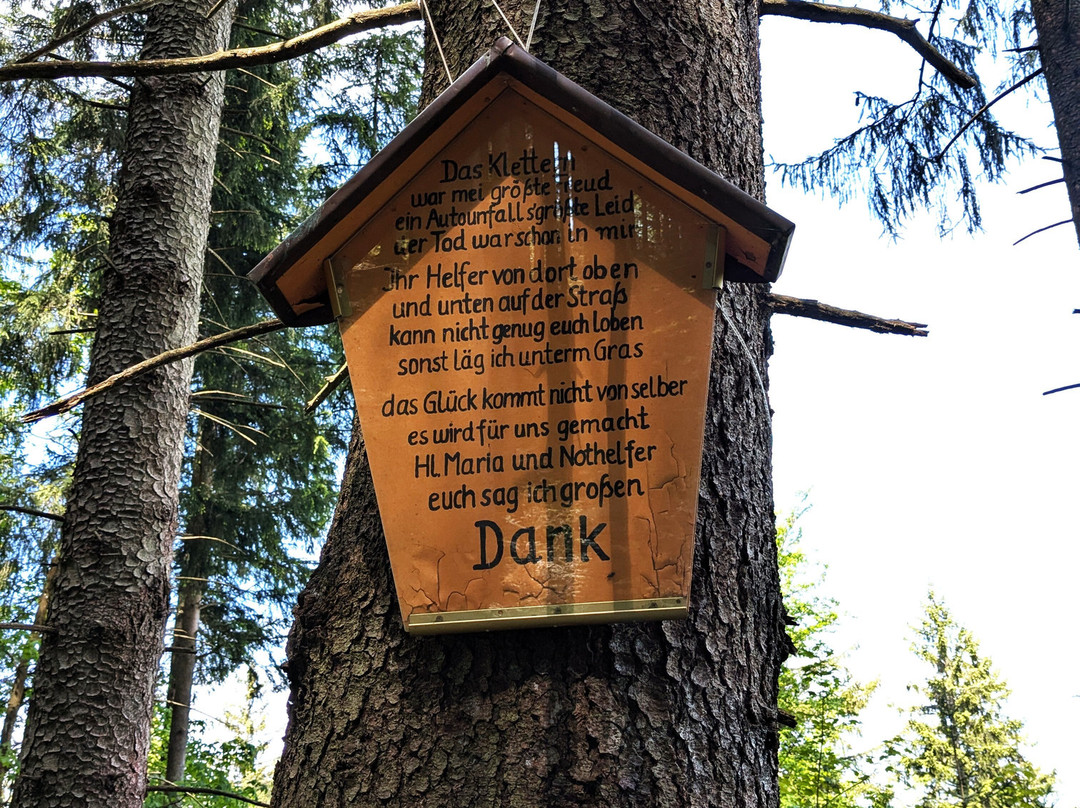 Das Klettern
war mei größte Freud
ein Autounfall s'größte Leid
der Tod war schon in mir
Ihr Helfer von dort oben
und unten auf der Straß
kann nicht genug euch loben
sonst läg ich unterm Gras
das Glück kommt nicht von selber
es wird für uns gemacht
Hl. Maria und Nothelfer
euch sag ich großen
Dank